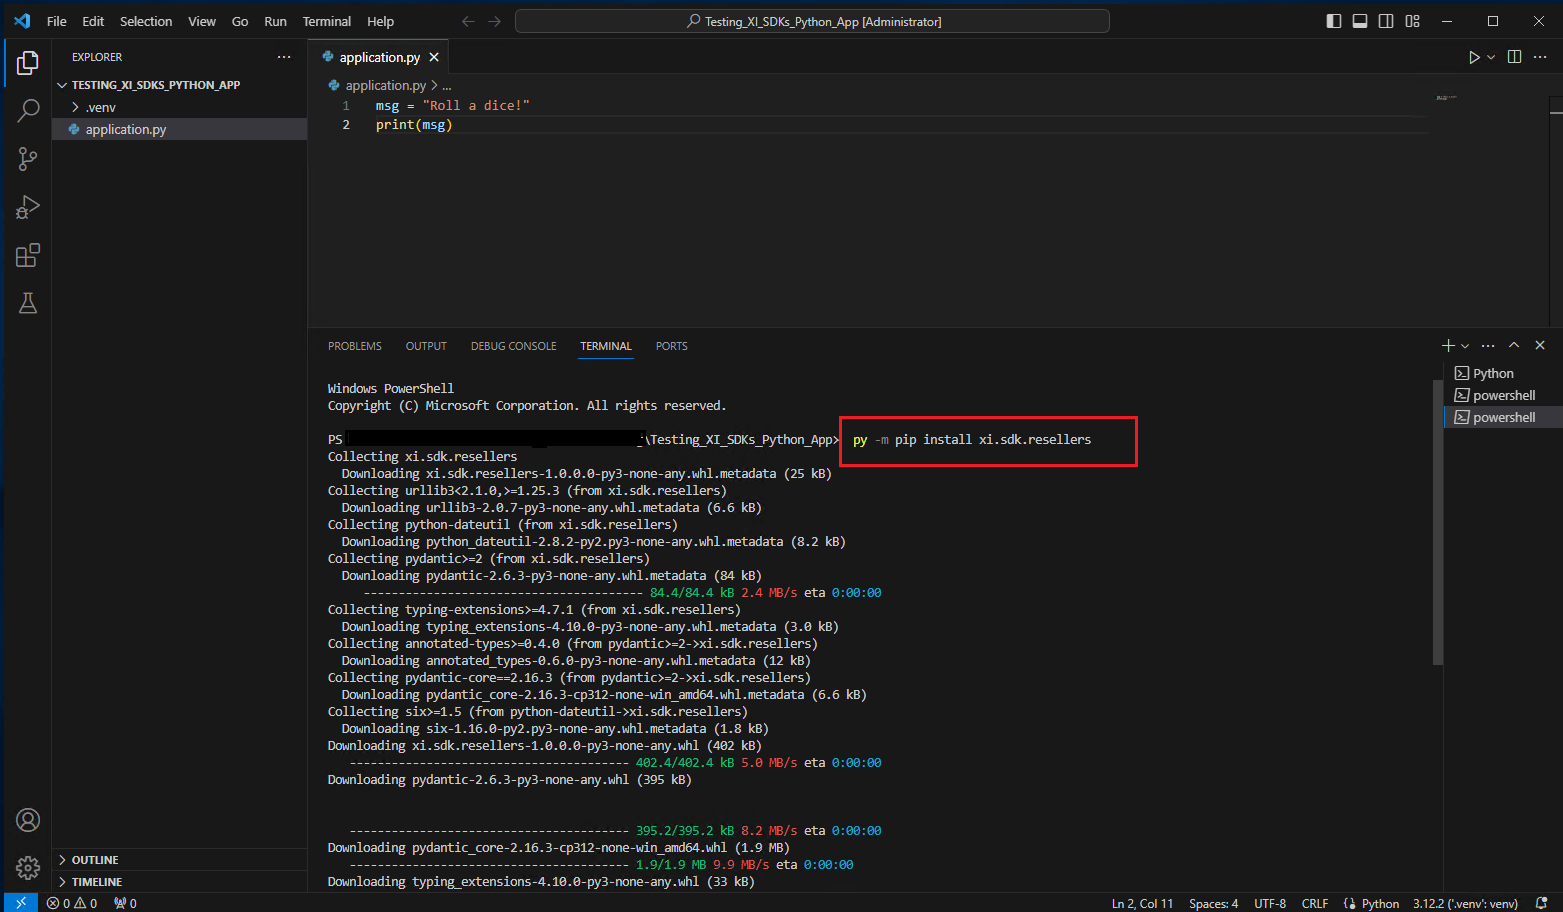 File Edit Selection View Go Run Terminal Help
Testing_XI_SDKs_Python_App [Administrator]
EXPLORER
TESTING_XI_SDKS_PYTHON_APP
.venv
application.py
OUTLINE
TIMELINE
application.py
application.py > ...
1 msg = "Roll a dice!"
2 print(msg)
PROBLEMS OUTPUT DEBUG CONSOLE TERMINAL PORTS
Python
powershell
powershell
Windows PowerShell
Copyright (C) Microsoft Corporation. All rights reserved.
PS \Testing_XI_SDKs_Python_App> py -m pip install xi.sdk.resellers
Collecting xi.sdk.resellers
Downloading xi.sdk.resellers-1.0.0.0-py3-none-any.whl.metadata (25 kB)
Collecting urllib3<2.1.0,>=1.25.3 (from xi.sdk.resellers)
Downloading urllib3-2.0.7-py3-none-any.whl.metadata (6.6 kB)
Collecting python-dateutil (from xi.sdk.resellers)
Downloading python_dateutil-2.8.2-py2.py3-none-any.whl.metadata (8.2 kB)
Collecting pydantic>=2 (from xi.sdk.resellers)
Downloading pydantic-2.6.3-py3-none-any.whl.metadata (84 kB)
---------------------------------------- 84.4/84.4 kB 2.4 MB/s eta 0:00:00
Collecting typing-extensions>=4.7.1 (from xi.sdk.resellers)
Downloading typing_extensions-4.10.0-py3-none-any.whl.metadata (3.0 kB)
Collecting annotated-types>=0.4.0 (from pydantic>=2->xi.sdk.resellers)
Downloading annotated_types-0.6.0-py3-none-any.whl.metadata (12 kB)
Collecting pydantic-core==2.16.3 (from pydantic>=2->xi.sdk.resellers)
Downloading pydantic_core-2.16.3-cp312-none-win_amd64.whl.metadata (6.6 kB)
Collecting six>=1.5 (from python-dateutil->xi.sdk.resellers)
Downloading six-1.16.0-py2.py3-none-any.whl.metadata (1.8 kB)
Downloading xi.sdk.resellers-1.0.0.0-py3-none-any.whl (402 kB)
---------------------------------------- 402.4/402.4 kB 5.0 MB/s eta 0:00:00
Downloading pydantic-2.6.3-py3-none-any.whl (395 kB)
---------------------------------------- 395.2/395.2 kB 8.2 MB/s eta 0:00:00
Downloading pydantic_core-2.16.3-cp312-none-win_amd64.whl (1.9 MB)
---------------------------------------- 1.9/1.9 MB 9.9 MB/s eta 0:00:00
Downloading typing_extensions-4.10.0-py3-none-any.whl (33 kB)
0 0 0 Ln 2, Col 11 Spaces: 4 UTF-8 CRLF Python 3.12.2 ('.venv': venv)